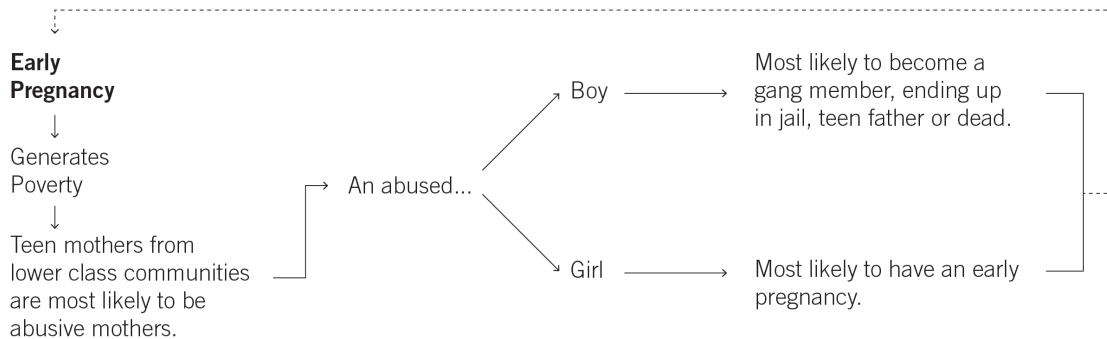 Early
Pregnancy
Generates
Poverty
Teen mothers from
lower class communities
are most likely to be
abusive mothers.
An abused...
Boy
Most likely to become a
gang member, ending up
in jail, teen father or dead.
Girl
Most likely to have an early
pregnancy.